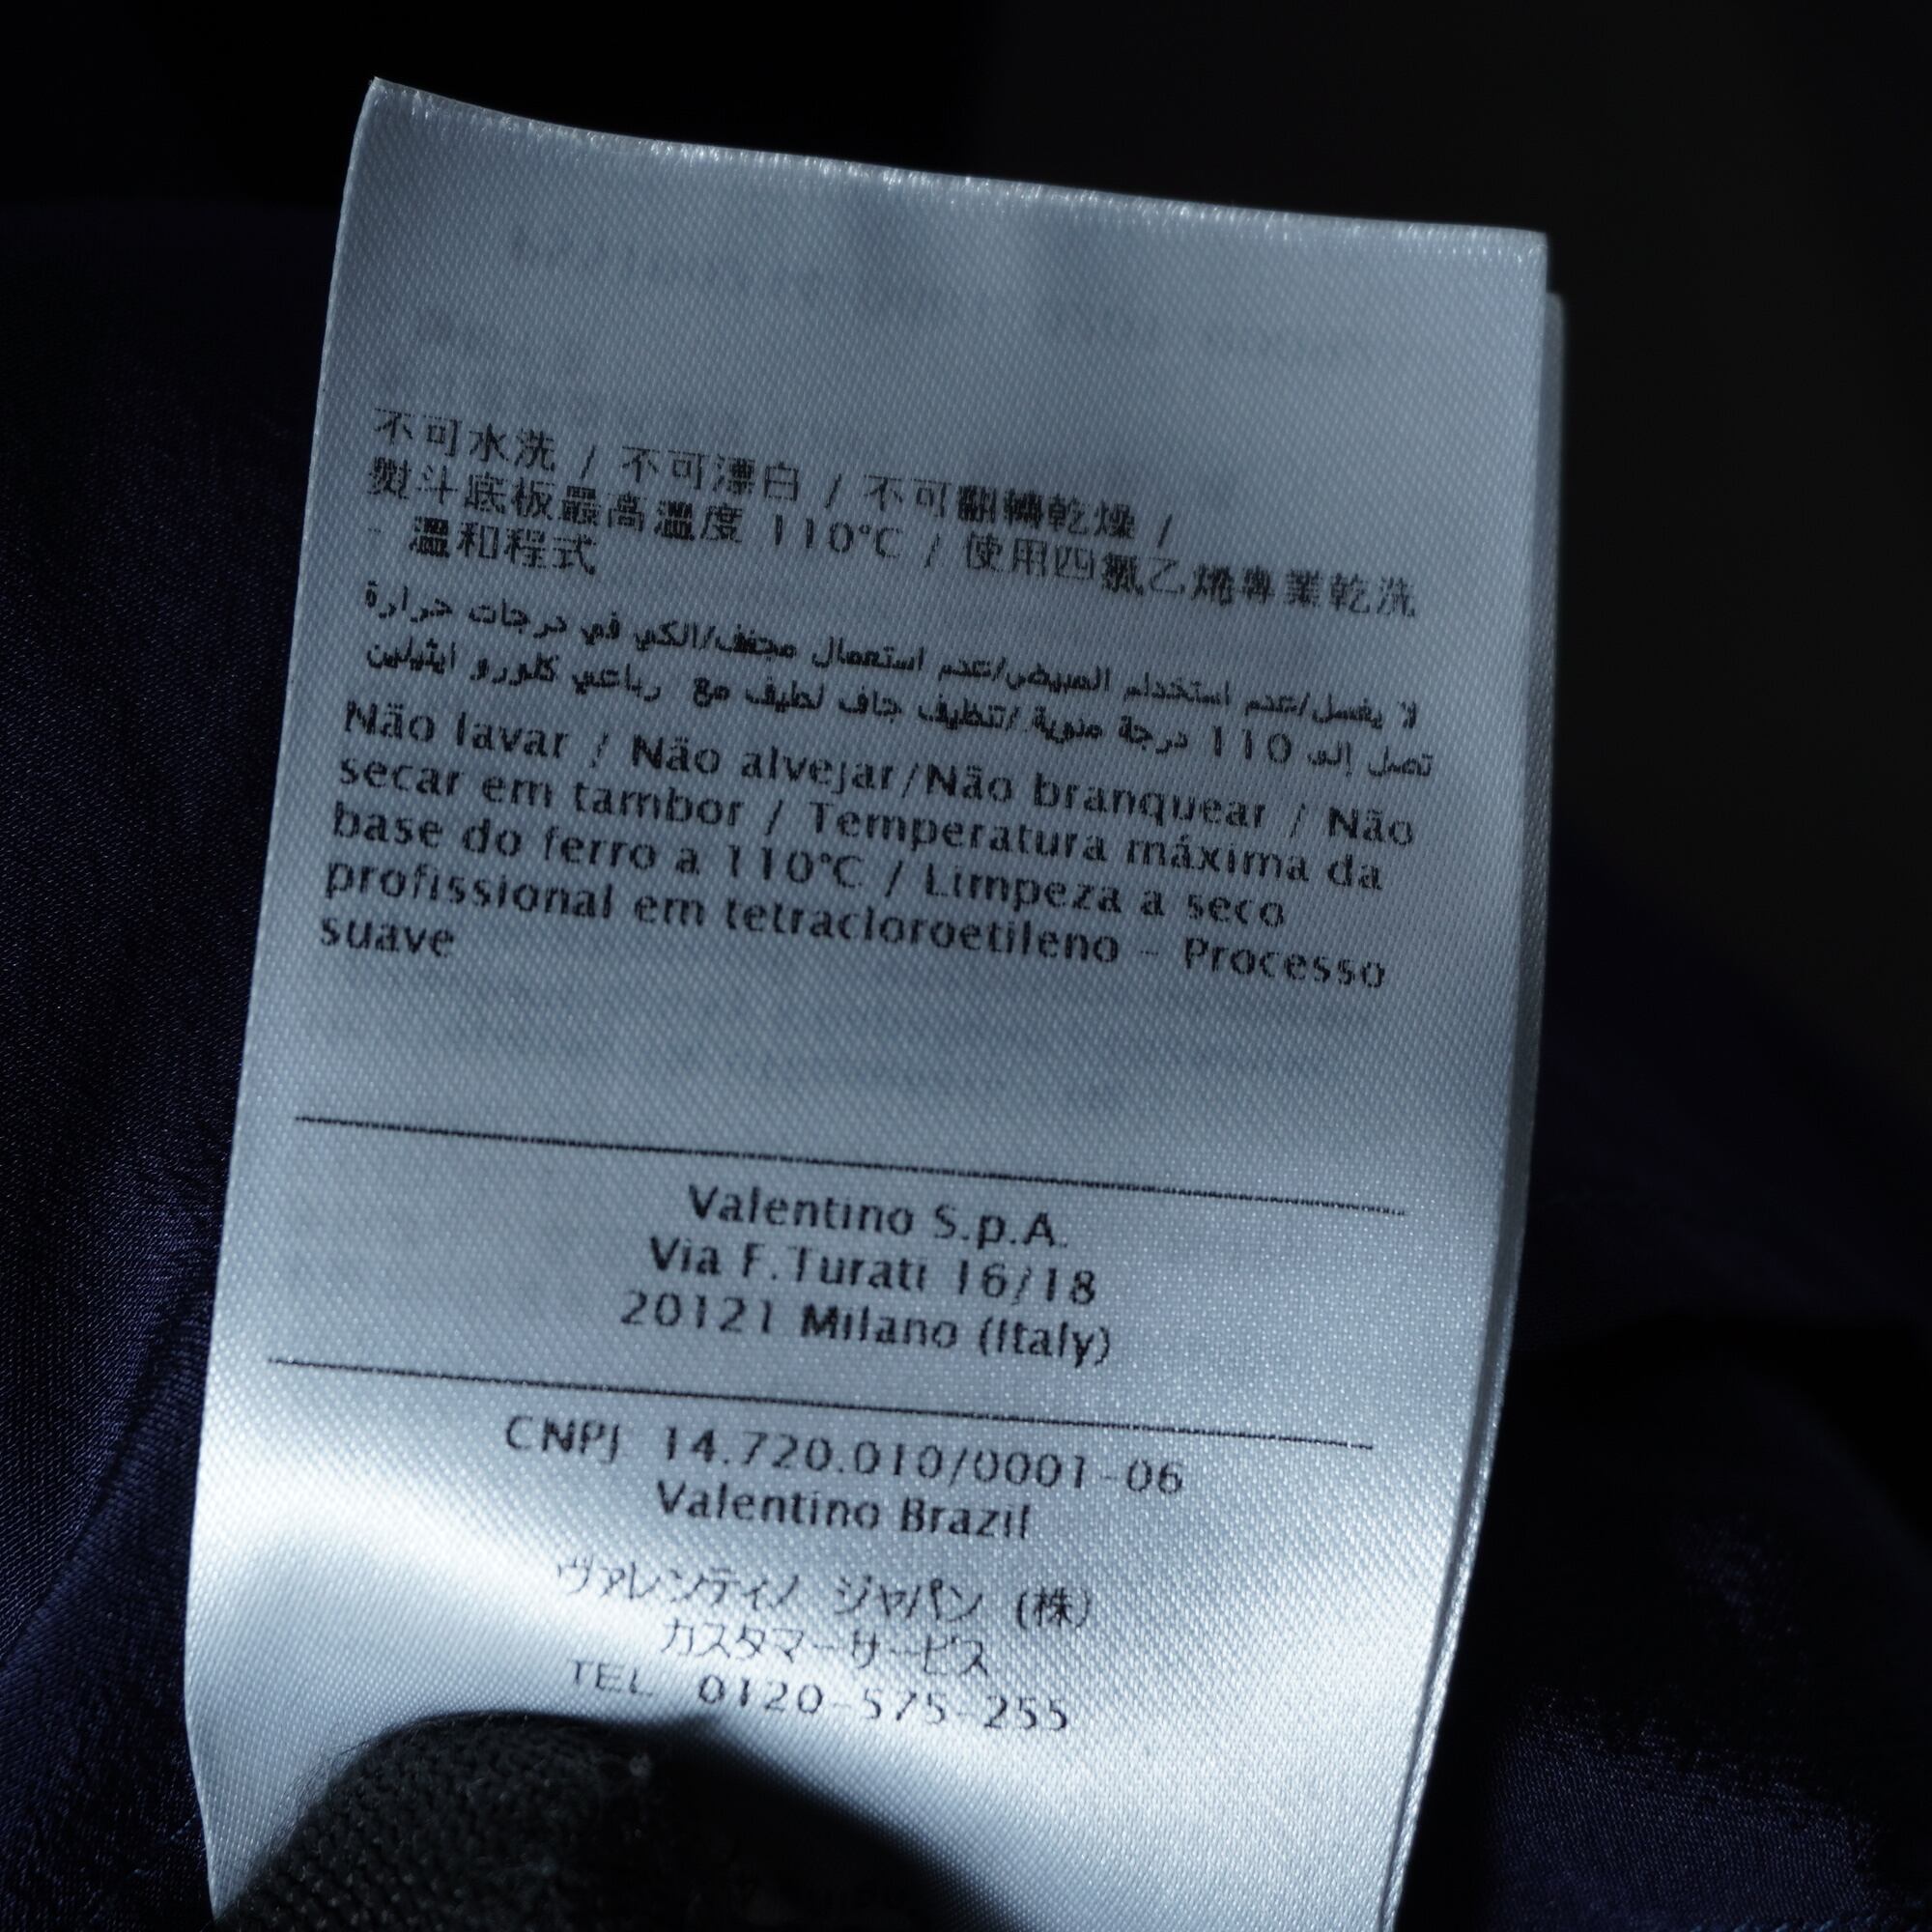 不可水洗 / 不可漂白 / 不可翻轉乾燥 /
熨斗底板最高溫度 110℃ / 使用四氯乙烯專業乾洗
- 溫和程式
لا يغسل/عدم استخدام المبيض/عدم استعمال مجفف/الكي في درجات حرارة
تصل إلى 110 درجة مئوية /تنظيف جاف لطيف مع رباعي كلورو ايثيلين
Não lavar / Não alvejar/Não branquear / Não
secar em tambor / Temperatura máxima da
base do ferro a 110℃ / Limpeza a seco
profissional em tetracloroetileno - Processo
suave
Valentino S.p.A.
Via F.Turati 16/18
20121 Milano (Italy)
CNPJ 14.720.010/0001-06
Valentino Brazil
ヴァレンティノ ジャパン (株)
カスタマーサービス
TEL 0120-575-255